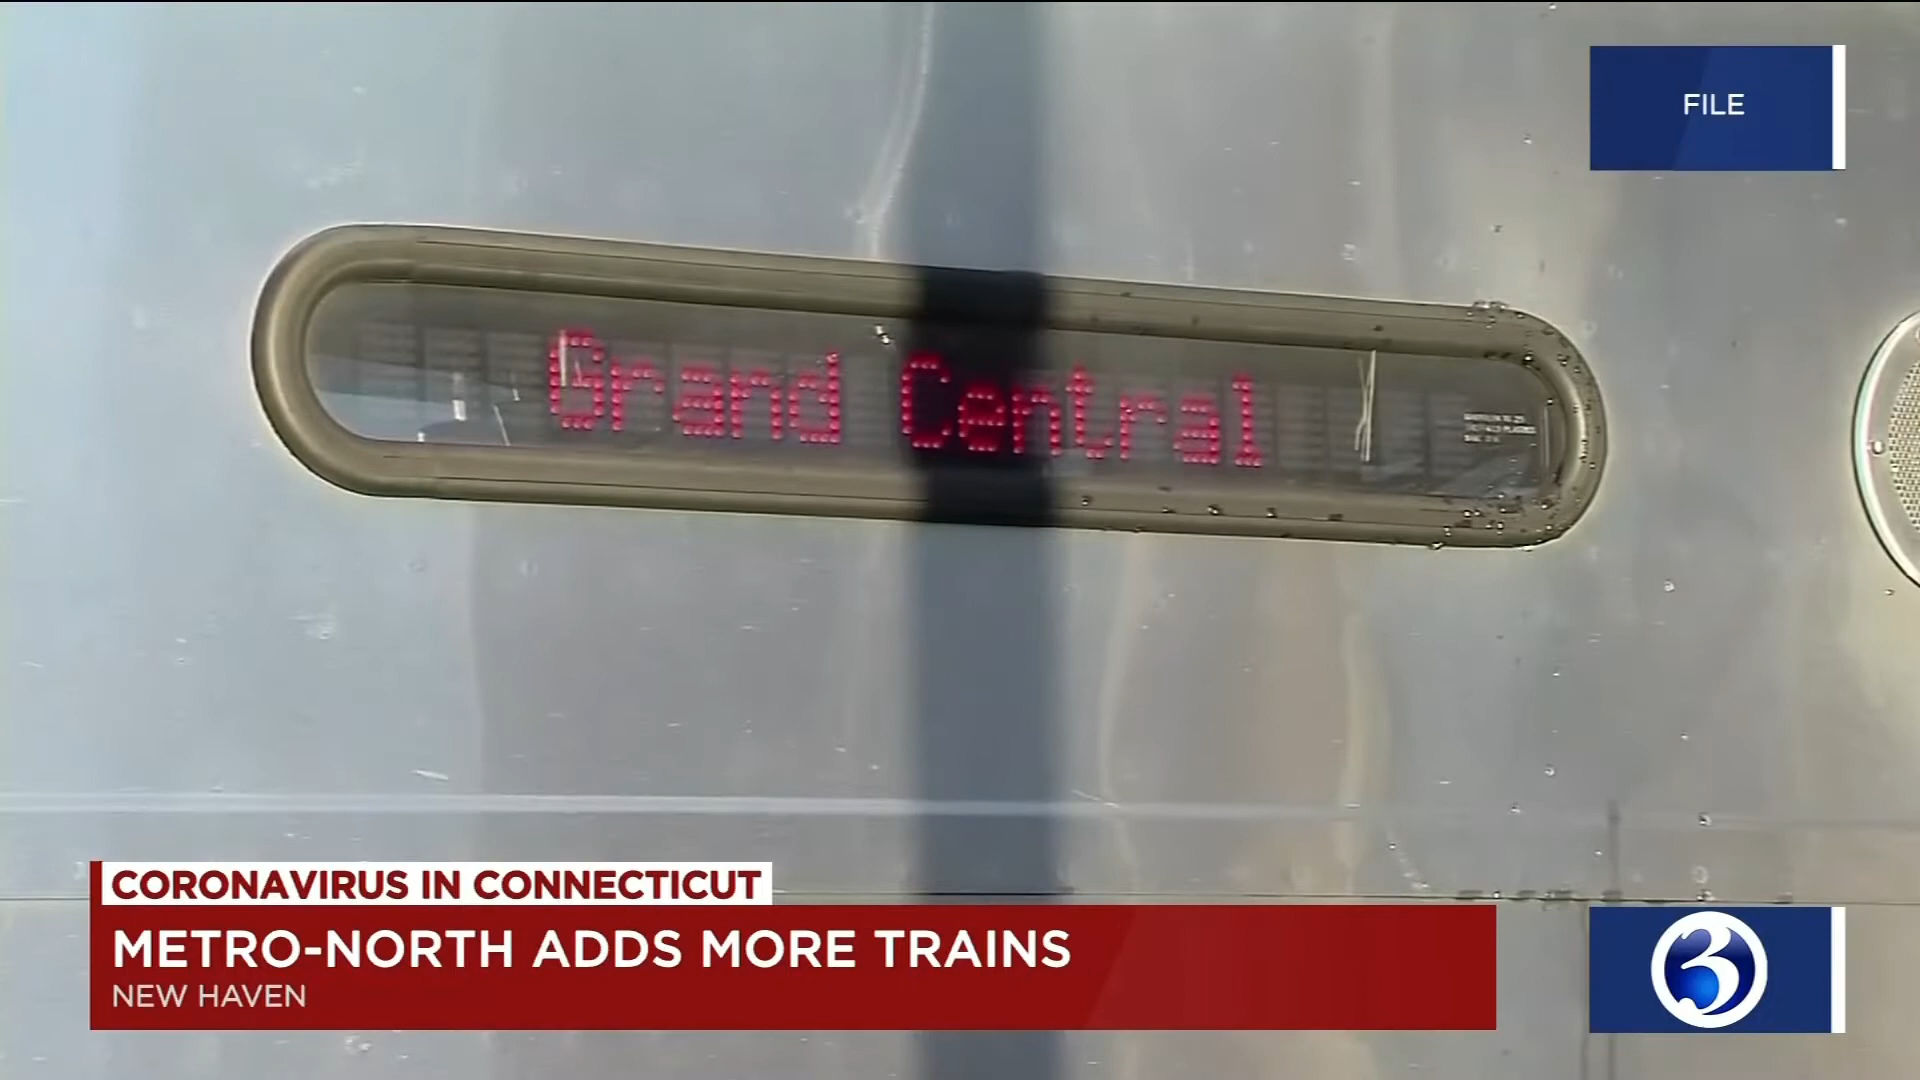 FILE
Grand Central
CORONAVIRUS IN CONNECTICUT
METRO-NORTH ADDS MORE TRAINS
NEW HAVEN
3